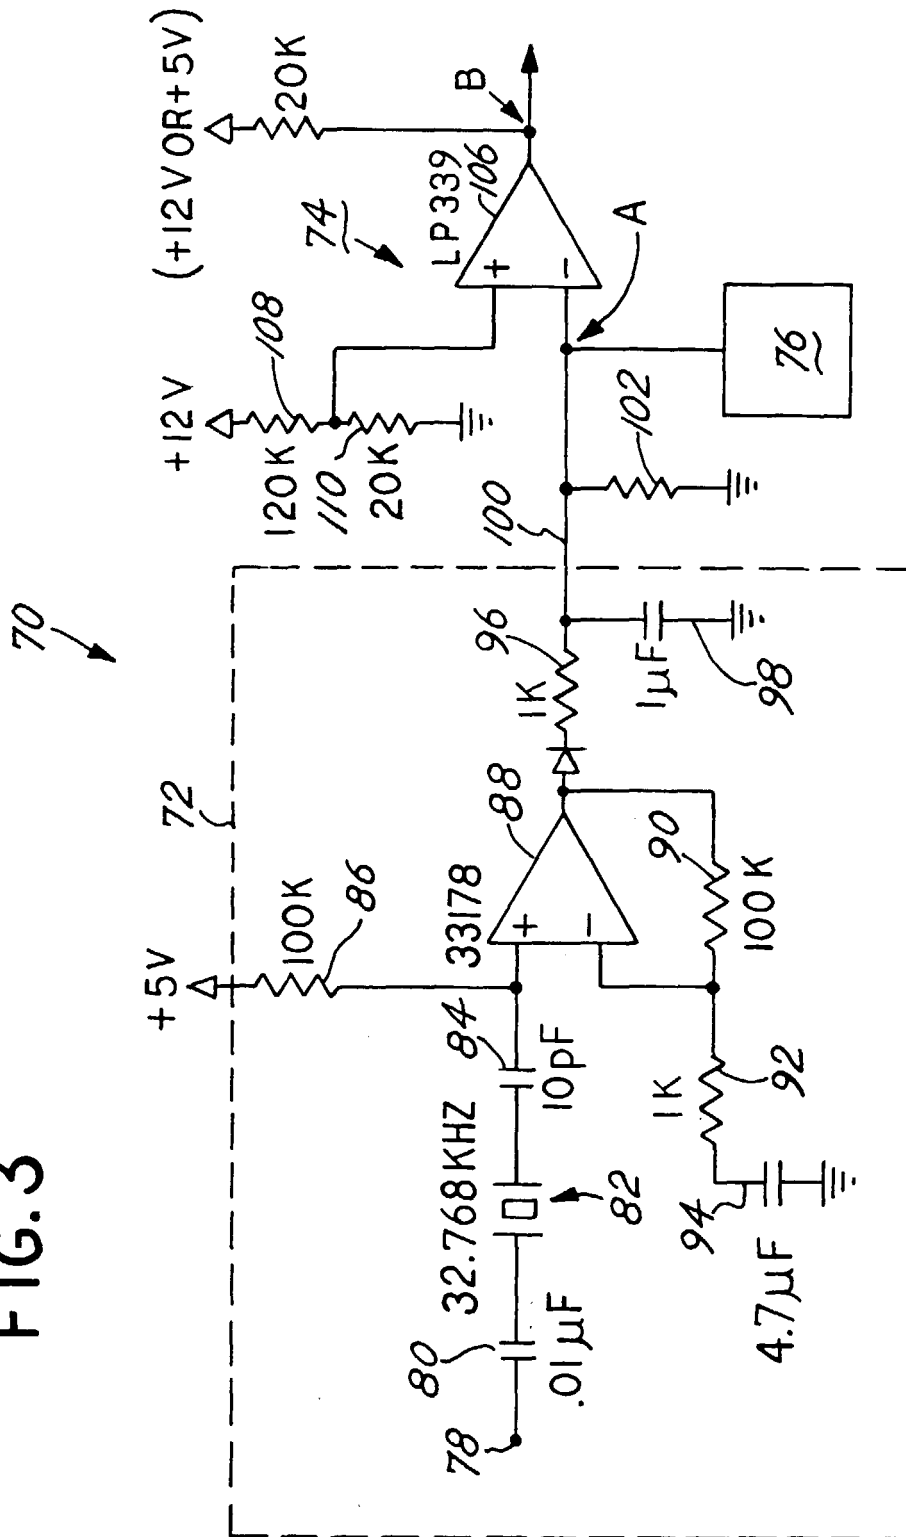 FIG. 3
70
72
+5V
100K
86
33178
88
+
-
84
10pF
32.768KHZ
82
80
.01µF
78
90
100K
1K
92
94
4.7µF
1K
96
1µF
98
100
102
+12V
108
120K
110
20K
74
LP339
106
+
-
(+12V OR +5V)
20K
B
A
76